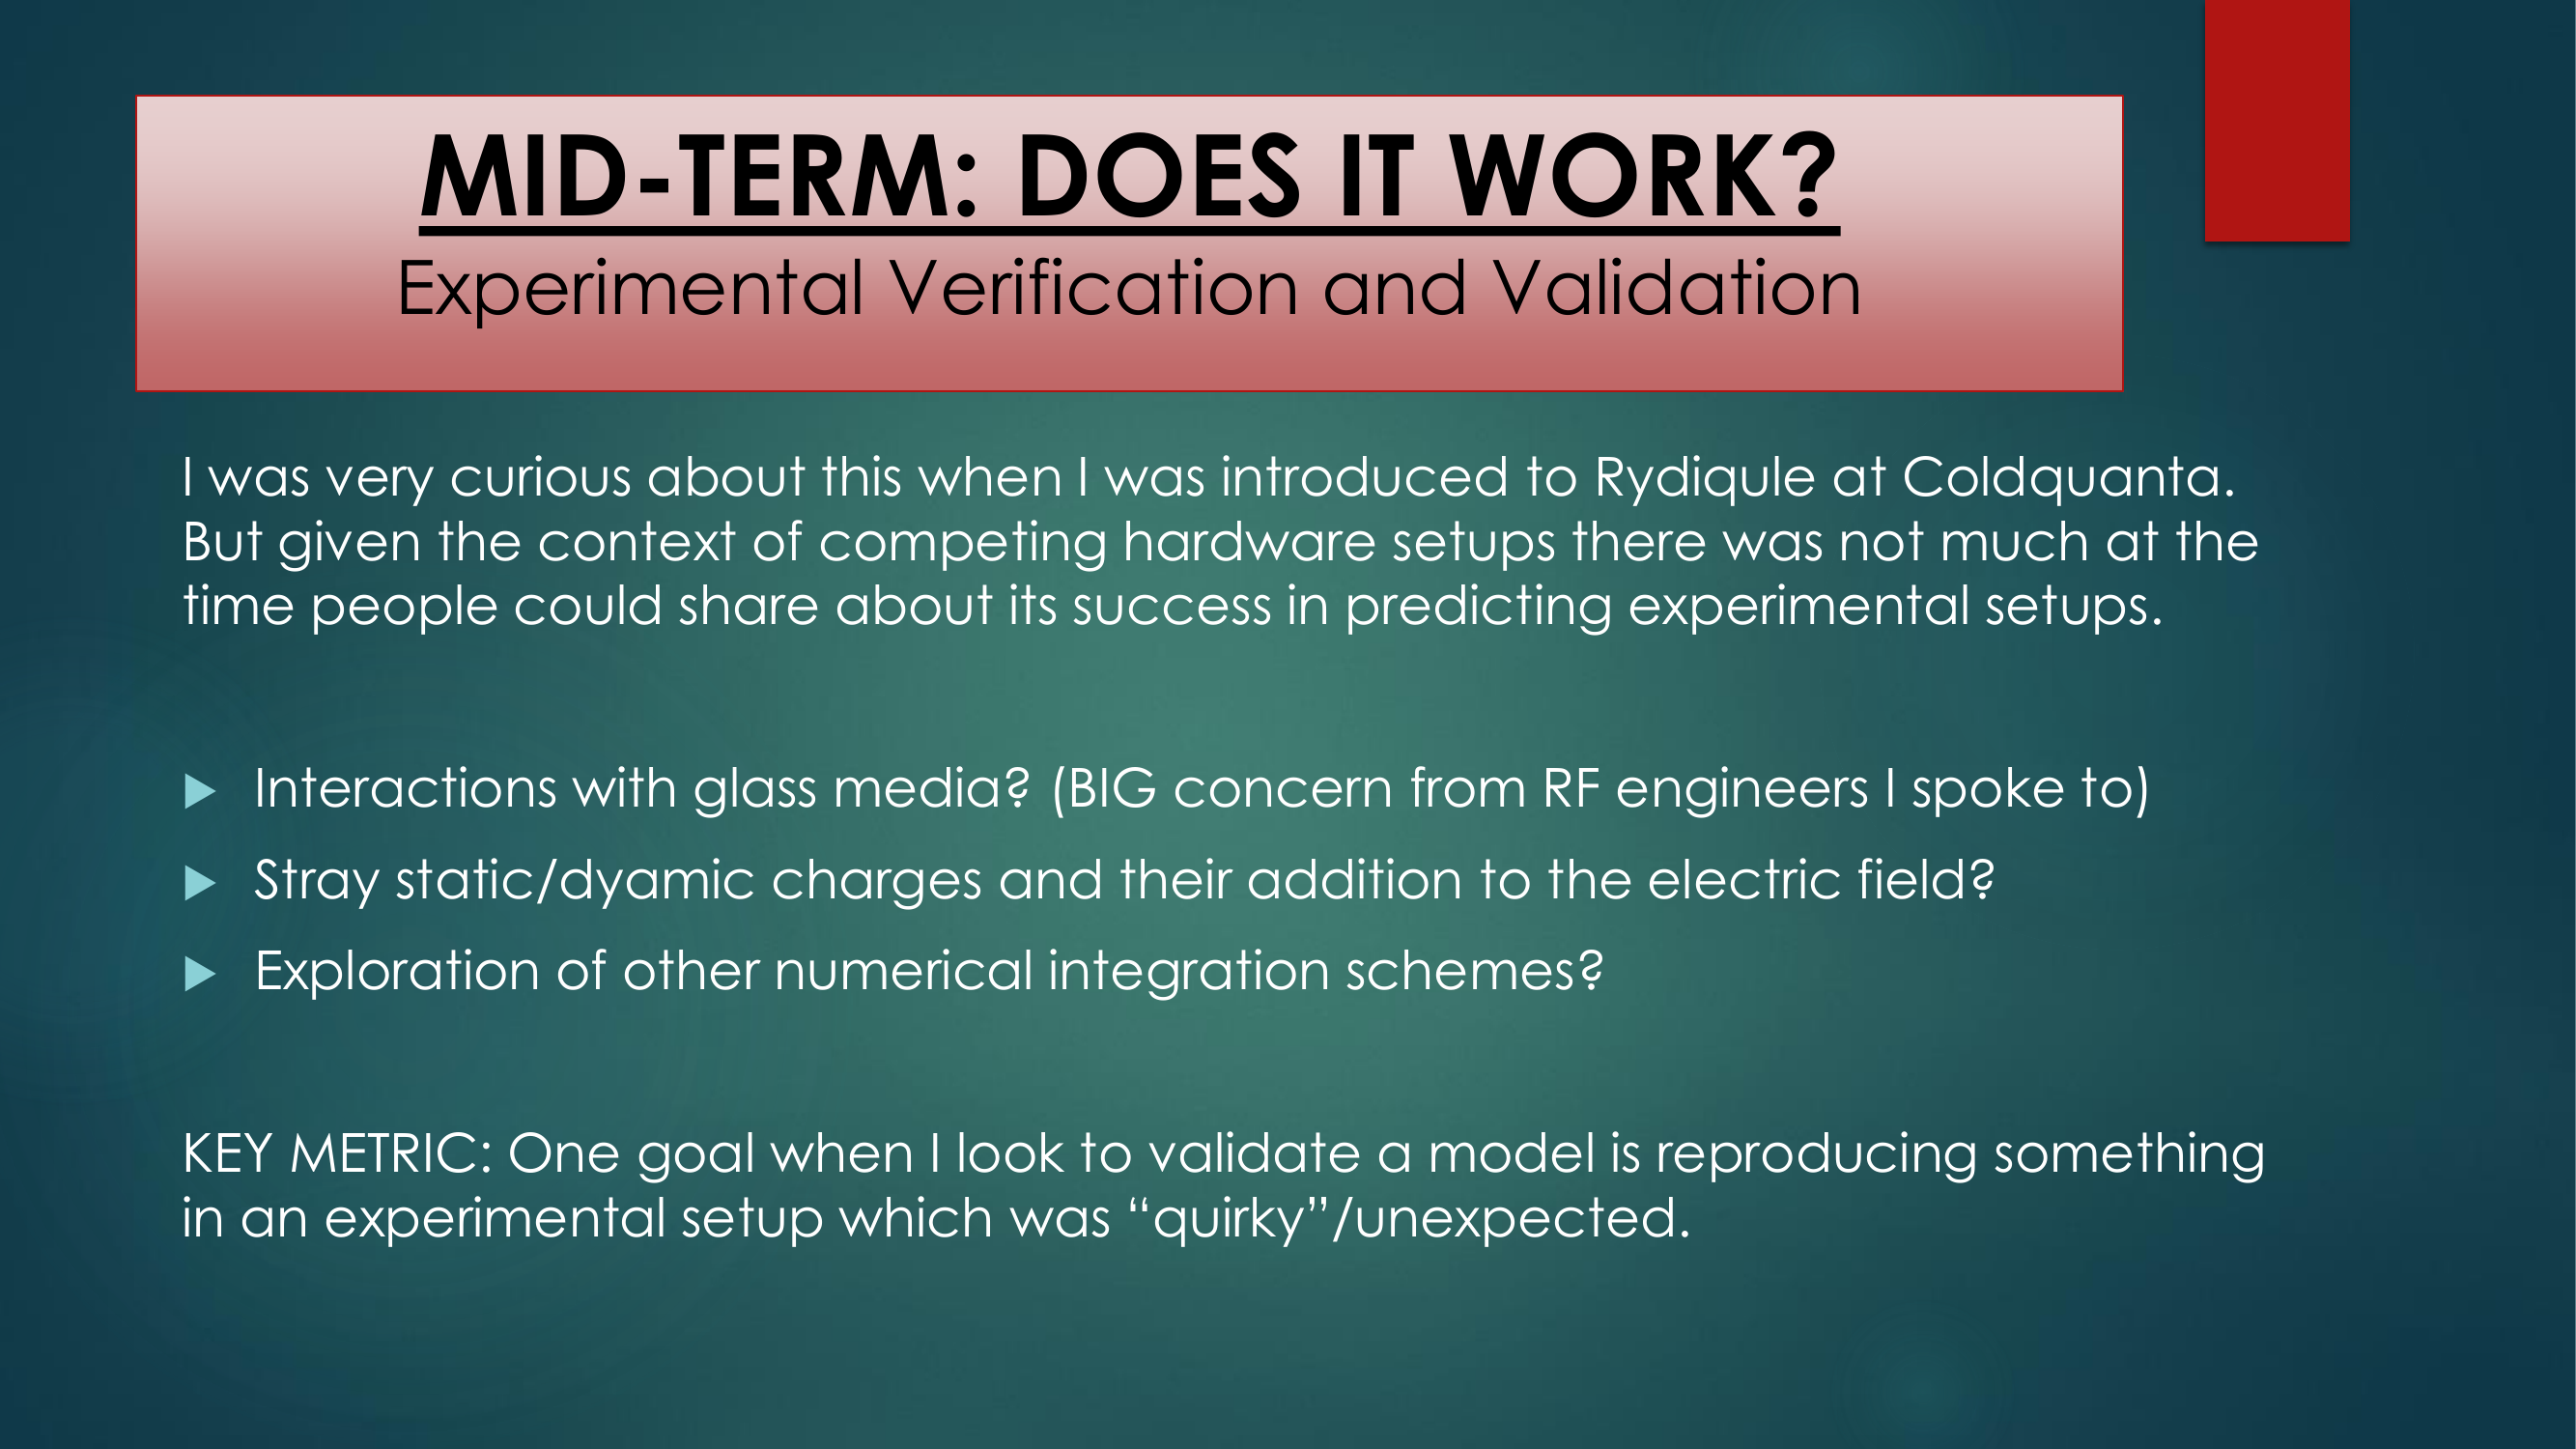 MID-TERM: DOES IT WORK?
Experimental Verification and Validation
I was very curious about this when I was introduced to Rydiqule at Coldquanta.
But given the context of competing hardware setups there was not much at the
time people could share about its success in predicting experimental setups.
Interactions with glass media? (BIG concern from RF engineers I spoke to)
Stray static/dyamic charges and their addition to the electric field?
Exploration of other numerical integration schemes?
KEY METRIC: One goal when I look to validate a model is reproducing something
in an experimental setup which was “quirky”/unexpected.